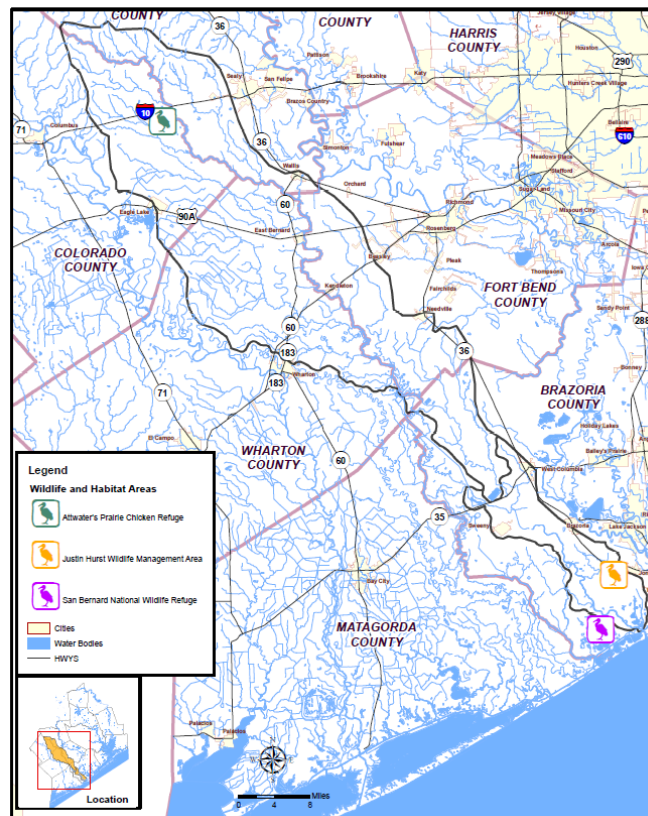 COUNTY
COUNTY
HARRIS
COUNTY
36
Jersey Village
Pattison
Houston
290
Sealy
San Felipe
Brookshire
Katy
Hunters Creek Village
Brazos Country
10
71
Columbus
Bellaire
610
Simonton
Fulshear
36
Meadows Place
Stafford
Wallis
Orchard
Sugar Land
60
Richmond
Missouri City
Eagle Lake
90A
East Bernard
Rosenberg
Arcola
COLORADO
COUNTY
Beasley
Pleak
Thompsons
Iowa C
Kendleton
Fairchilds
FORT BEND
COUNTY
Needville
Sandy Point
288
60
36
183
Bonney
Wharton
183
BRAZORIA
COUNTY
71
Holiday Lakes
El Campo
Bailey's Prairie
WHARTON
COUNTY
60
West Columbia
Legend
Wildlife and Habitat Areas
Attwater's Prairie Chicken Refuge
35
Sweeny
Brazoria
Lake Jackson
Justin Hurst Wildlife Management Area
Bay City
San Bernard National Wildlife Refuge
MATAGORDA
COUNTY
Cities
Water Bodies
HWYS
Palacios
Palacios
N
W
E
S
Miles
0 4 8
Location